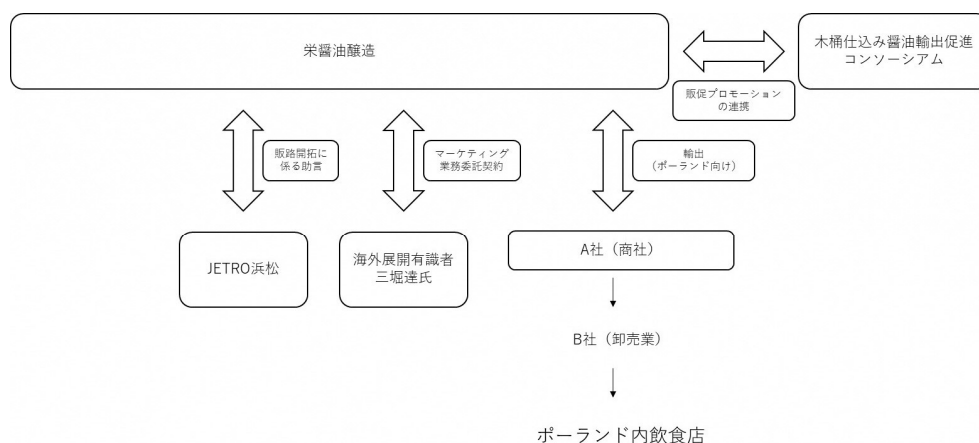 栄醤油醸造
木桶仕込み醤油輸出促進
コンソーシアム
販促プロモーション
の連携
販路開拓に
係る助言
マーケティング
業務委託契約
輸出
（ポーランド向け）
JETRO浜松
海外展開有識者
三堀達氏
A社（商社）
B社（卸売業）
ポーランド内飲食店